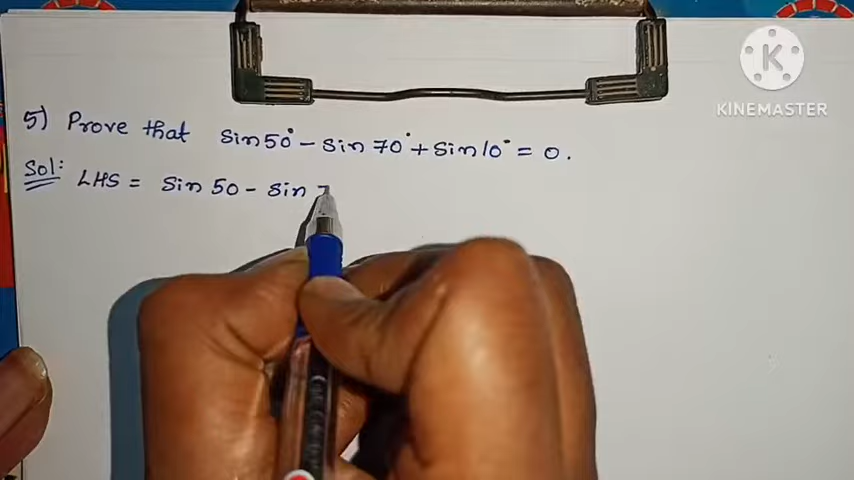 5) Prove that sin50° - sin 70° + sin10° = 0.
Sol: LHS = sin 50 - sin
KINEMASTER